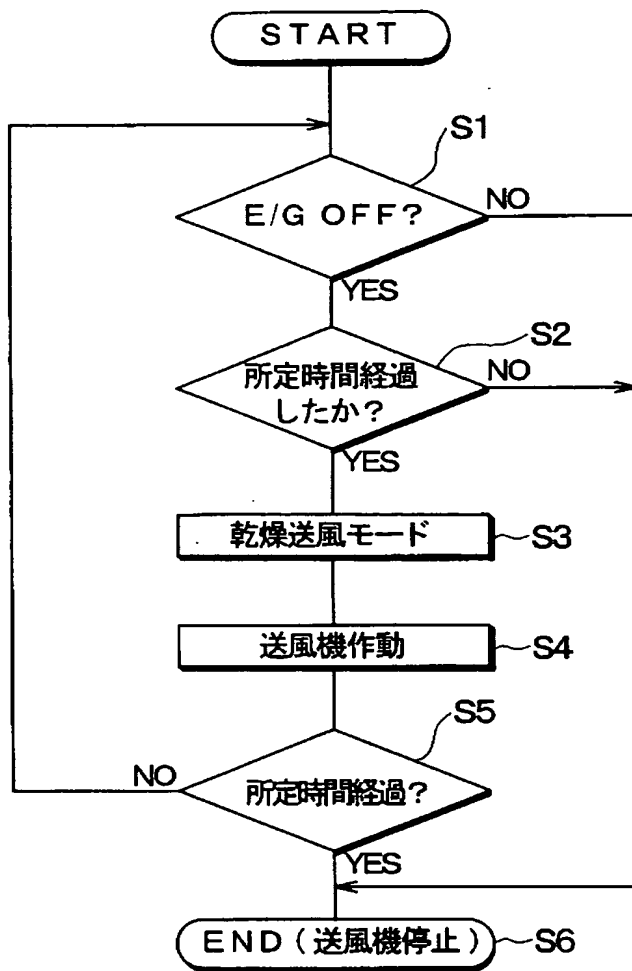 START
S1
E/G OFF?
NO
YES
S2
所定時間経過
したか?
NO
YES
乾燥送風モード
S3
送風機作動
S4
S5
NO
所定時間経過?
YES
END(送風機停止)
S6